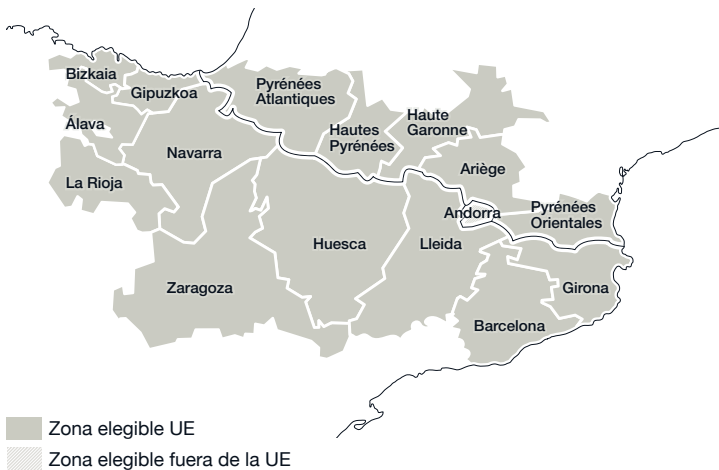 Bizkaia
Gipuzkoa
Álava
Navarra
La Rioja
Zaragoza
Huesca
Pyrénées
Atlantiques
Hautes
Pyrénées
Haute
Garonne
Ariège
Andorra
Pyrénées
Orientales
Lleida
Girona
Barcelona
Zona elegible UE
Zona elegible fuera de la UE